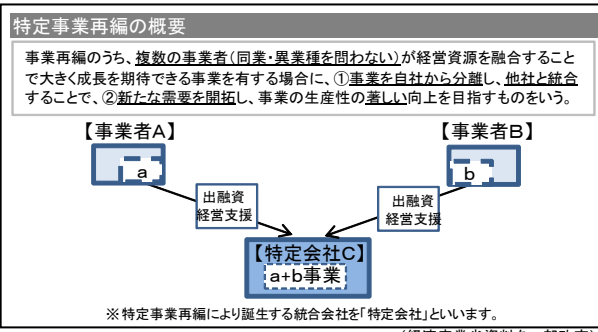 特定事業再編の概要
事業再編のうち、複数の事業者(同業・異業種を問わない)が経営資源を融合すること
で大きく成長を期待できる事業を有する場合に、①事業を自社から分離し、他社と統合
することで、②新たな需要を開拓し、事業の生産性の著しい向上を目指すものをいう。
【事業者A】
【事業者B】
a
b
出融資
経営支援
出融資
経営支援
【特定会社C】
a+b事業
※特定事業再編により誕生する統合会社を「特定会社」といいます。